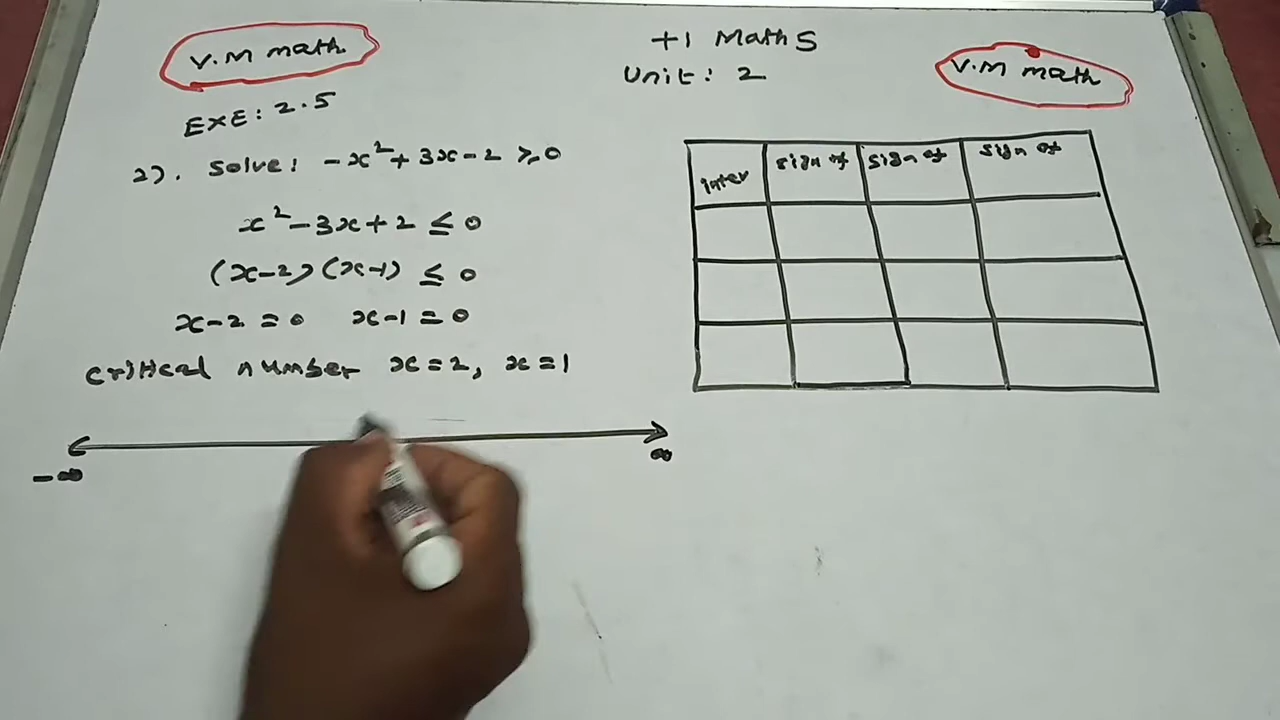 V.M math
+1 Maths
Unit: 2
V.M math
EXE: 2.5
2). Solve: -x²+3x-2 ≥ 0
x²-3x+2 ≤ 0
(x-2)(x-1) ≤ 0
x-2=0 x-1=0
critical number x=2, x=1
-∞ ∞
Inter sign of sign of sign of